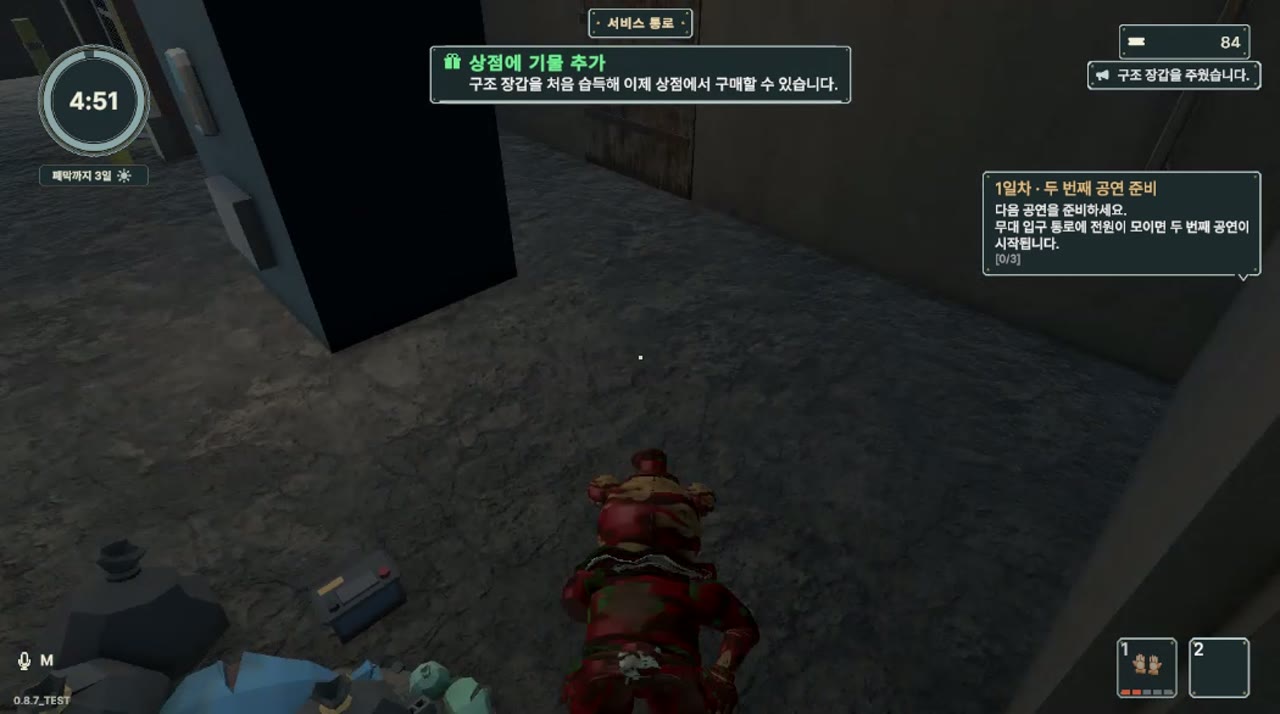 서비스 통로
4:51
폐막까지 3일
상점에 기물 추가
구조 장갑을 처음 습득해 이제 상점에서 구매할 수 있습니다.
84
구조 장갑을 주웠습니다.
1일차 · 두 번째 공연 준비
다음 공연을 준비하세요.
무대 입구 통로에 전원이 모이면 두 번째 공연이
시작됩니다.
[0/3]
M
0.8.7_TEST
1
2